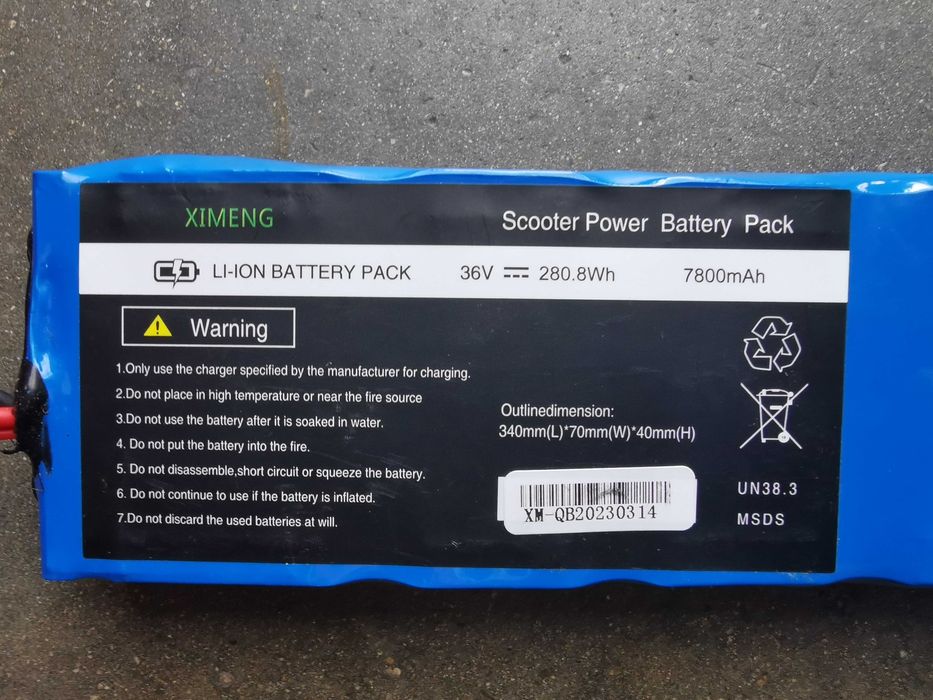 XIMENG
Scooter Power Battery Pack
LI-ION BATTERY PACK 36V 280.8Wh 7800mAh
Warning
1.Only use the charger specified by the manufacturer for charging.
2.Do not place in high temperature or near the fire source
3.Do not use the battery after it is soaked in water.
4. Do not put the battery into the fire.
5. Do not disassemble,short circuit or squeeze the battery.
6. Do not continue to use if the battery is inflated.
7.Do not discard the used batteries at will.
Outlinedimension:
340mm(L)*70mm(W)*40mm(H)
XM-QB20230314
UN38.3
MSDS